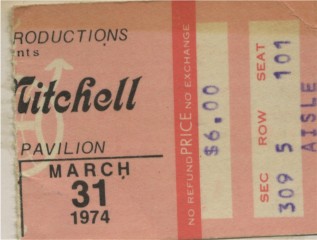 RODUCTIONS
nts
Mitchell
PAVILION
MARCH
31
1974
NO REFUND PRICE NO EXCHANGE
$6.00
SEC ROW SEAT
309 5 101
AISLE